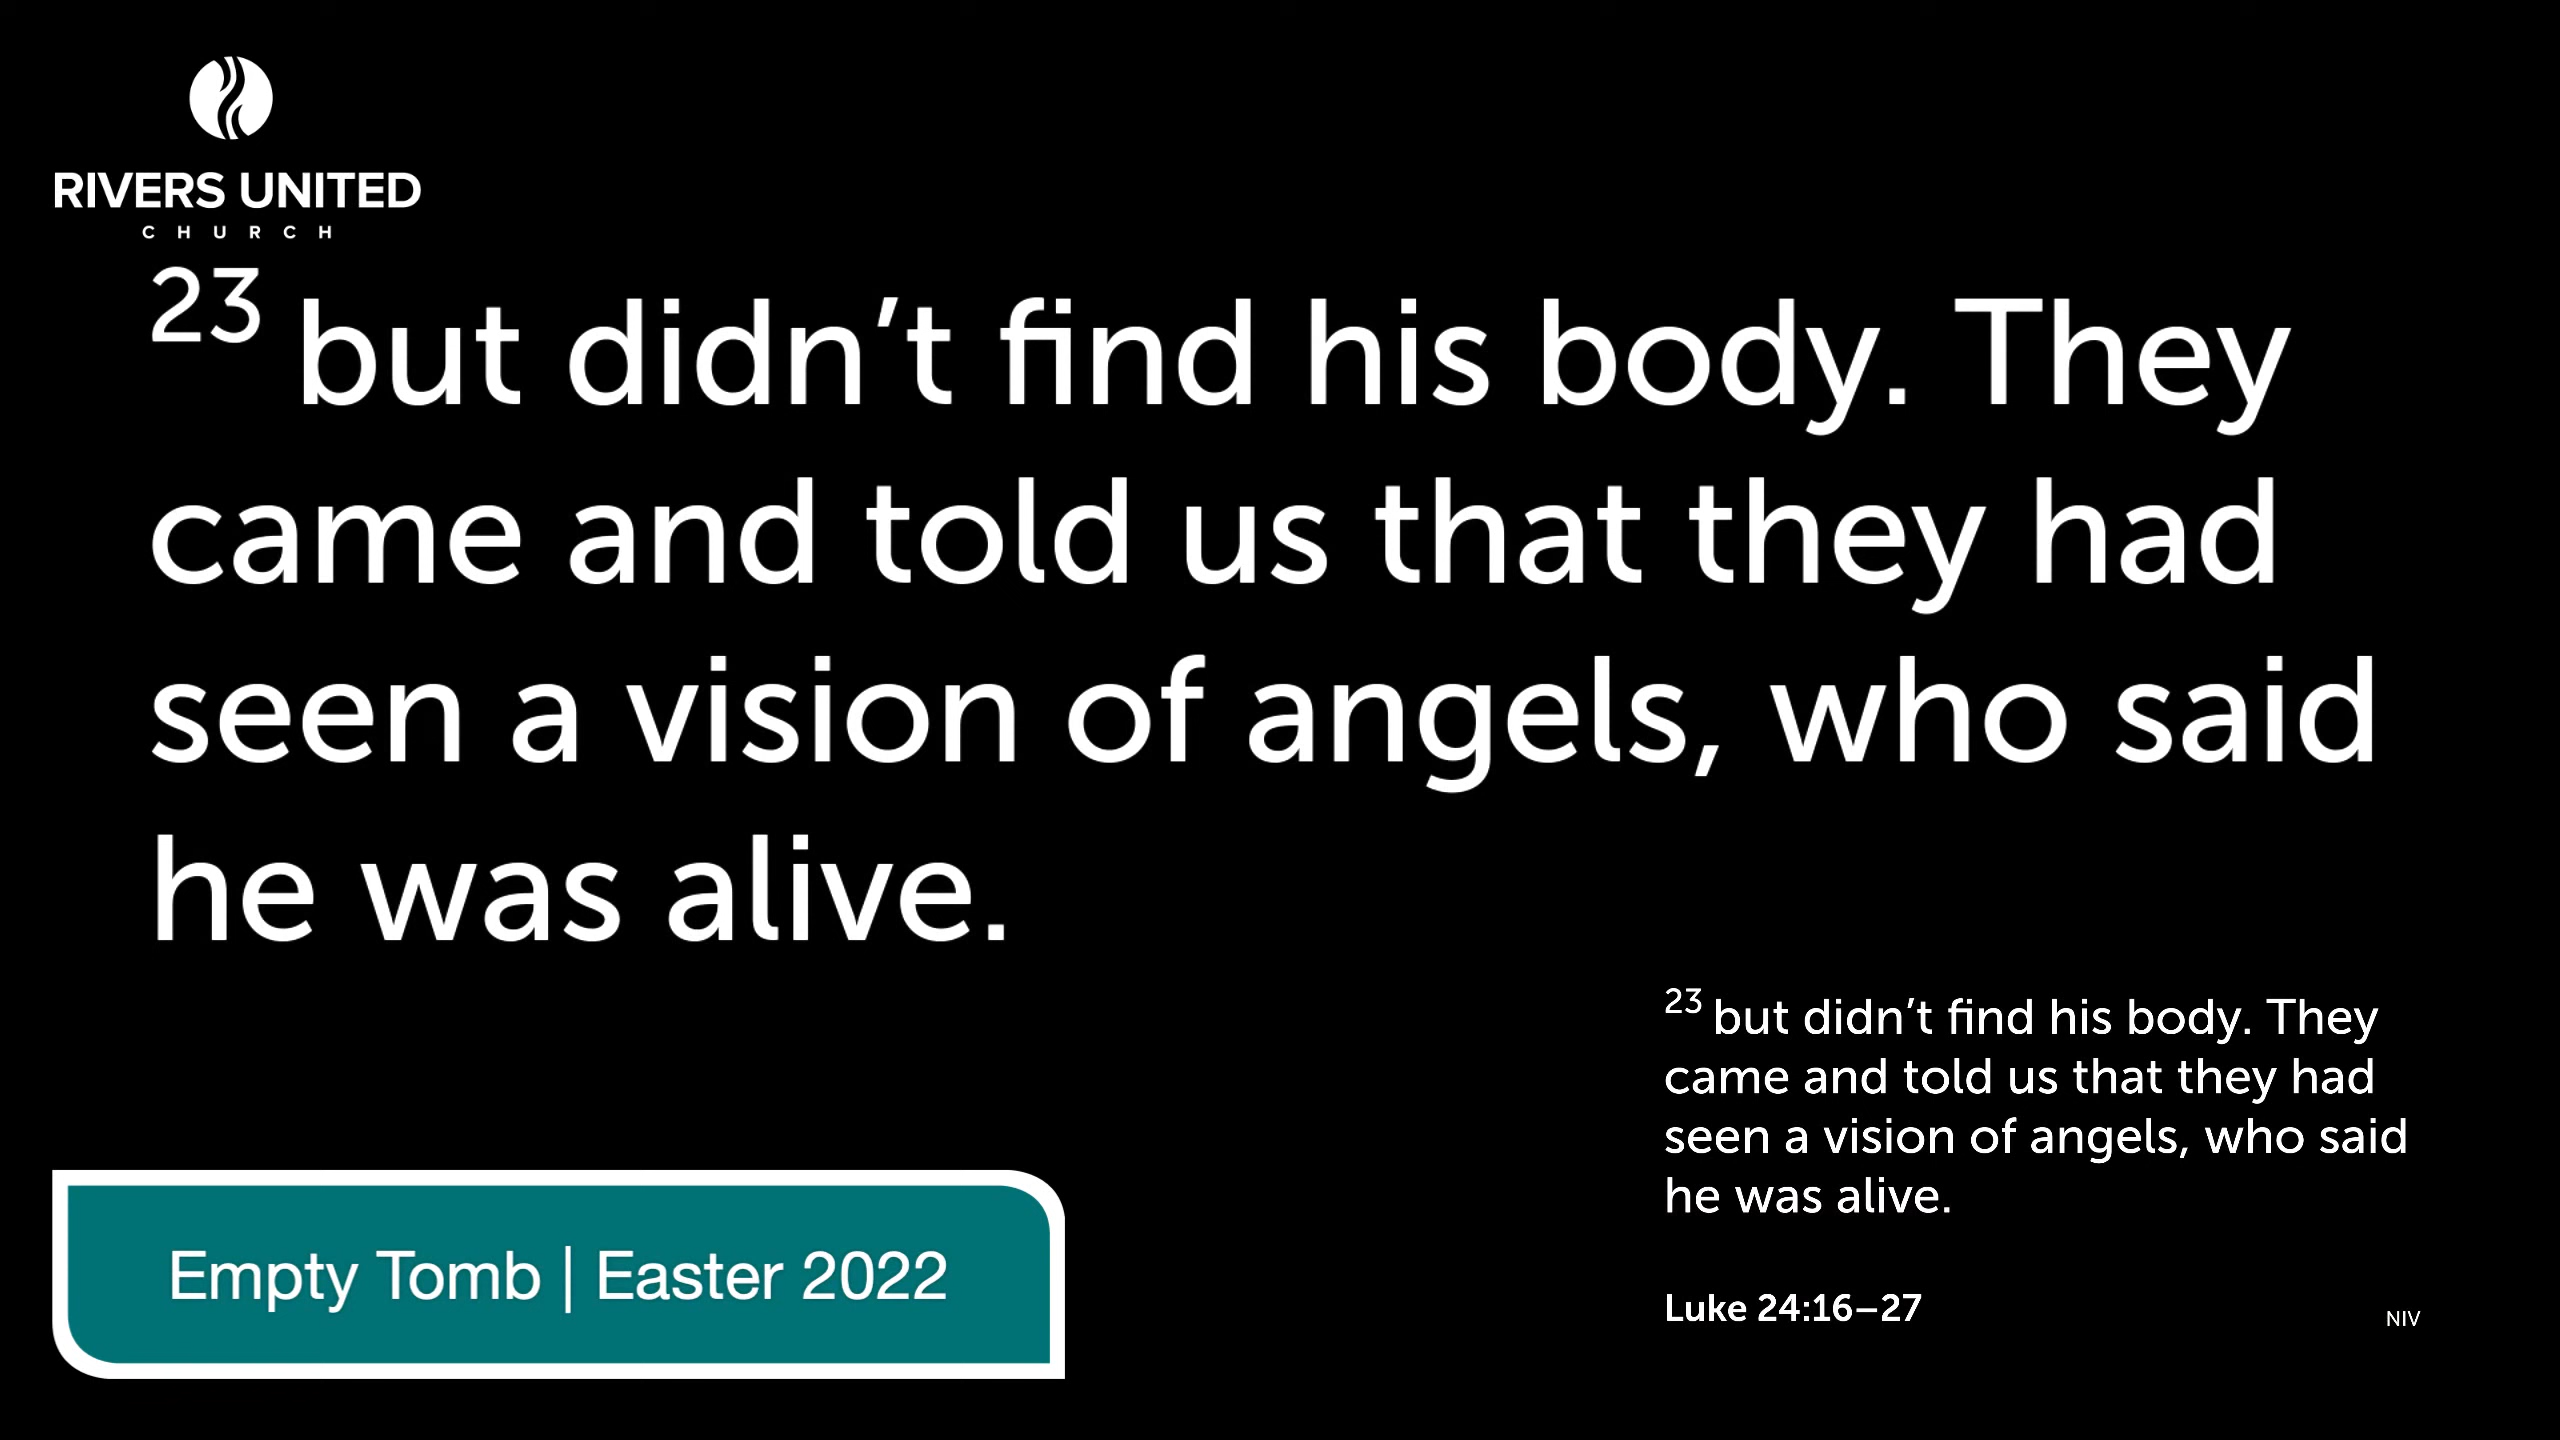 RIVERS UNITED
CHURCH
23 but didn’t find his body. They
came and told us that they had
seen a vision of angels, who said
he was alive.
23 but didn’t find his body. They
came and told us that they had
seen a vision of angels, who said
he was alive.
Luke 24:16–27
NIV
Empty Tomb | Easter 2022